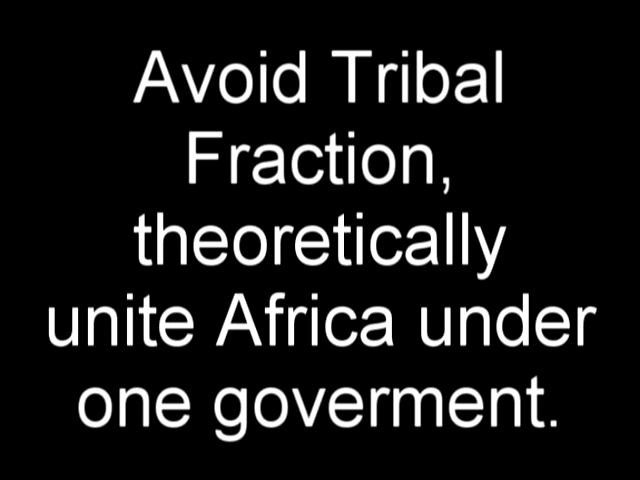 Avoid Tribal
Fraction,
theoretically
unite Africa under
one goverment.